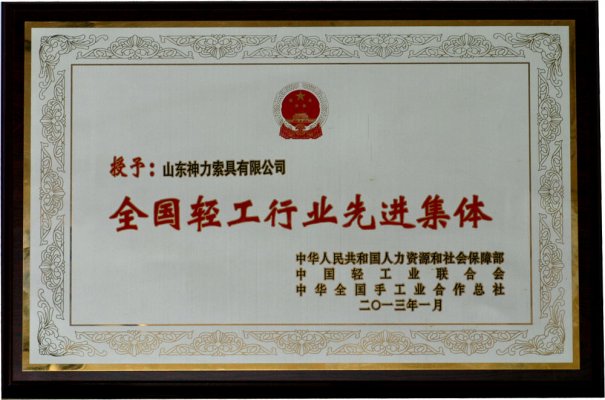 授予：山东神力索具有限公司
全国轻工行业先进集体
中华人民共和国人力资源和社会保障部
中国轻工业联合会
中华全国手工业合作总社
二〇一三年一月